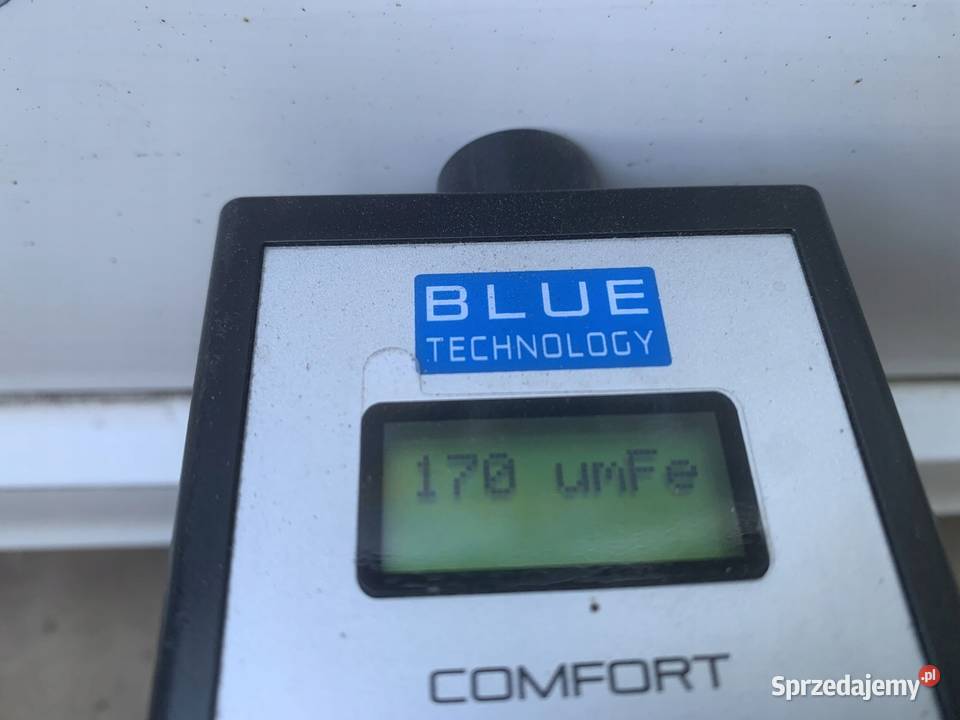 BLUE
TECHNOLOGY
170 umFe
COMFORT
Sprzedajemy.pl